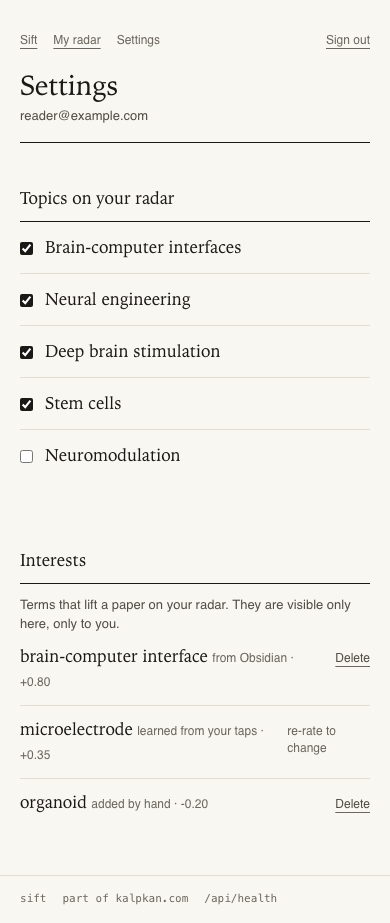 Sift My radar Settings Sign out
Settings
reader@example.com
Topics on your radar
Brain-computer interfaces
Neural engineering
Deep brain stimulation
Stem cells
Neuromodulation
Interests
Terms that lift a paper on your radar. They are visible only
here, only to you.
brain-computer interface from Obsidian · Delete
+0.80
microelectrode learned from your taps · re-rate to
+0.35 change
organoid added by hand · -0.20 Delete
sift part of kalpkan.com /api/health